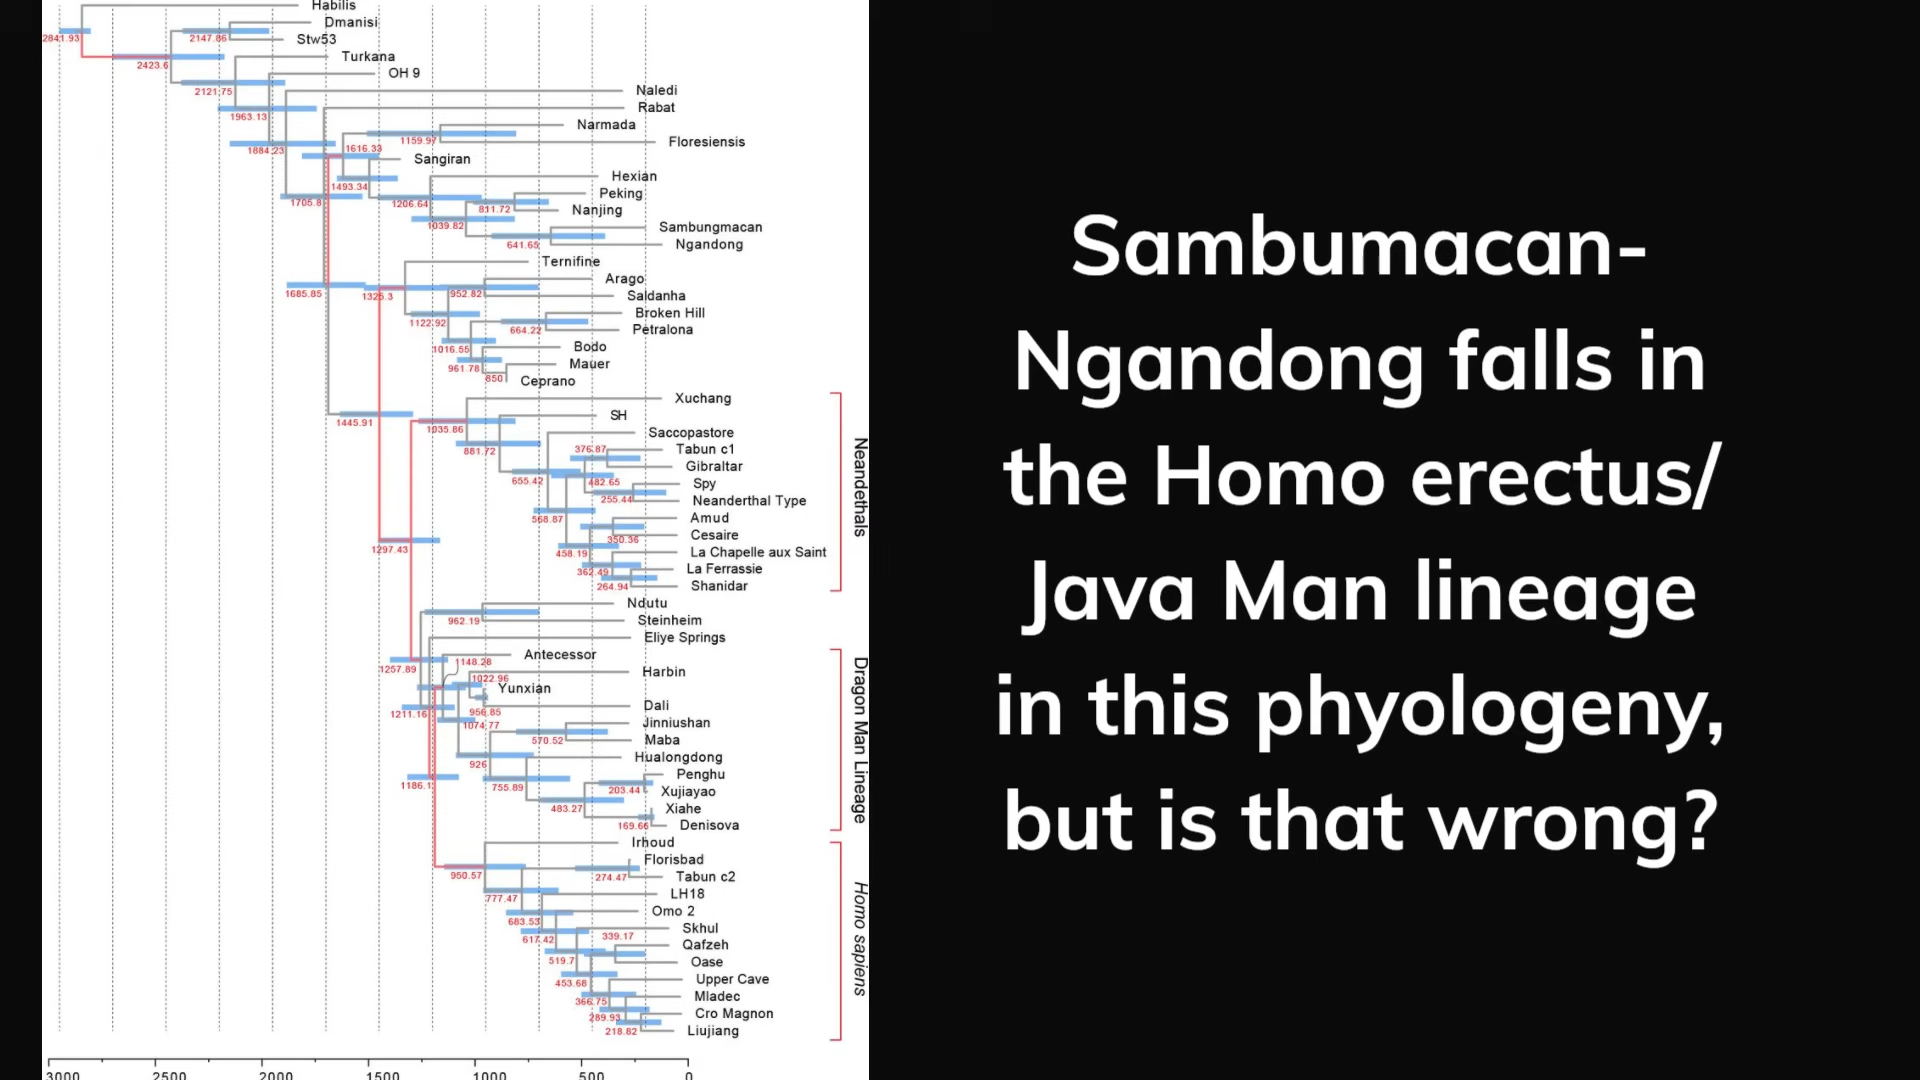 Habilis
Dmanisi
2841.93
2147.86
Stw53
Turkana
2423.6
OH 9
2121.75
Naledi
Rabat
1963.13
Narmada
1159.97
Floresiensis
1884.23
1616.33
Sangiran
Hexian
1493.34
Peking
1705.8
1206.64
811.72
Nanjing
1039.82
Sambungmacan
641.65
Ngandong
Ternifine
Arago
1685.85
1325.3
952.82
Saldanha
Broken Hill
1122.92
664.22
Petralona
1016.55
Bodo
961.78
Mauer
850
Ceprano
Xuchang
SH
1445.91
1035.86
Saccopastore
881.72
376.87
Tabun c1
Gibraltar
655.42
482.65
Spy
255.44
Neanderthal Type
568.87
Amud
350.36
Cesaire
1297.43
458.19
La Chapelle aux Saint
362.49
La Ferrassie
264.94
Shanidar
Neandethals
Ndutu
962.19
Steinheim
Eliye Springs
Antecessor
1257.89
1148.28
Harbin
1022.96
Yunxian
Dali
1211.16
956.85
1074.77
Jinniushan
570.52
Maba
926
Hualongdong
Penghu
1186.1
755.89
203.44
Xujiayao
483.27
Xiahe
169.66
Denisova
Dragon Man Lineage
Irhoud
Florisbad
950.57
274.47
Tabun c2
777.47
LH18
Omo 2
683.53
Skhul
617.42
339.17
Qafzeh
519.7
Oase
453.68
Upper Cave
366.75
Mladec
289.93
Cro Magnon
218.82
Liujiang
Homo sapiens
3000 2500 2000 1500 1000 500 0
Sambumacan-
Ngandong falls in
the Homo erectus/
Java Man lineage
in this phyologeny,
but is that wrong?